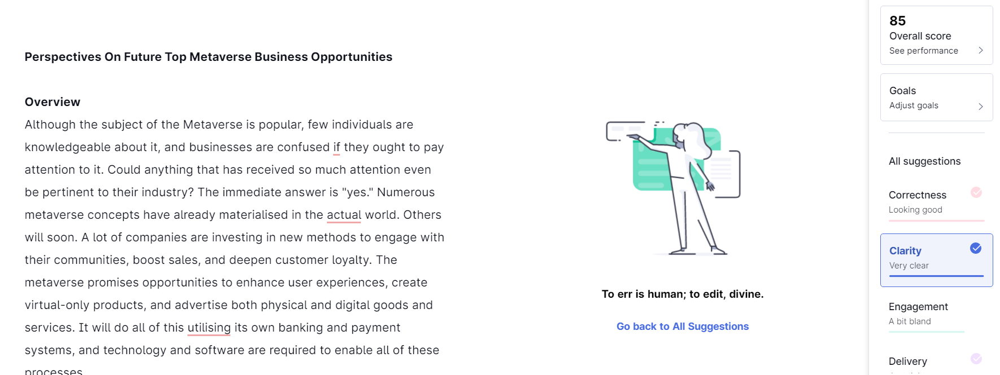 Perspectives On Future Top Metaverse Business Opportunities
Overview
Although the subject of the Metaverse is popular, few individuals are
knowledgeable about it, and businesses are confused if they ought to pay
attention to it. Could anything that has received so much attention even
be pertinent to their industry? The immediate answer is "yes." Numerous
metaverse concepts have already materialised in the actual world. Others
will soon. A lot of companies are investing in new methods to engage with
their communities, boost sales, and deepen customer loyalty. The
metaverse promises opportunities to enhance user experiences, create
virtual-only products, and advertise both physical and digital goods and
services. It will do all of this utilising its own banking and payment
systems, and technology and software are required to enable all of these
processes.
To err is human; to edit, divine.
Go back to All Suggestions
85
Overall score
See performance
Goals
Adjust goals
All suggestions
Correctness
Looking good
Clarity
Very clear
Engagement
A bit bland
Delivery